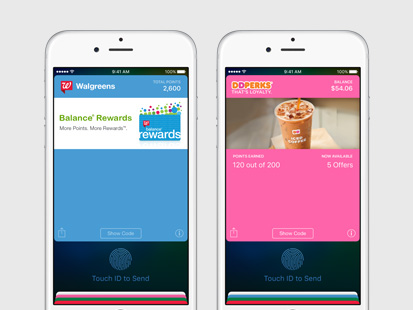 9:41 AM
100%
Walgreens
TOTAL POINTS
2,600
Balance® Rewards
More Points. More Rewards™.
balance®
rewards
Show Code
Touch ID to Send
9:41 AM
100%
DDPERKS®
THAT'S LOYALTY.
BALANCE
$54.06
POINTS EARNED
120 out of 200
NOW AVAILABLE
5 Offers
Show Code
Touch ID to Send